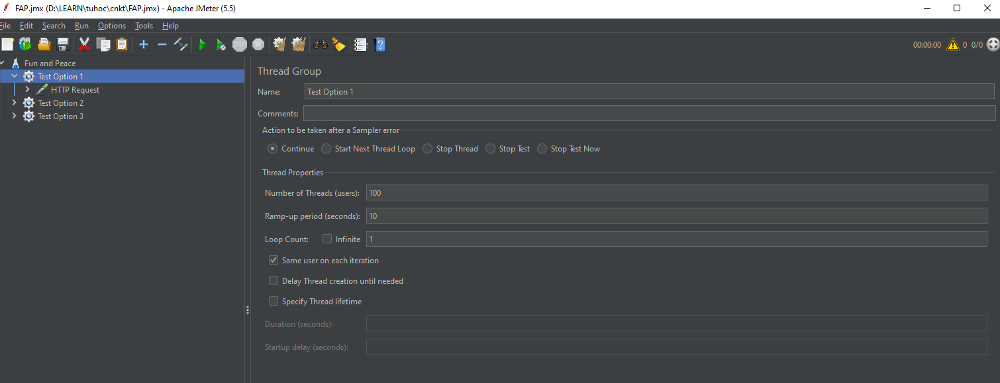 FAP.jmx (D:\LEARN\tuhoc\cnkt\FAP.jmx) - Apache JMeter (5.5)
File Edit Search Run Options Tools Help
STOP
00:00:00 0 0/0
Fun and Peace
Test Option 1
HTTP Request
Test Option 2
Test Option 3
Thread Group
Name: Test Option 1
Comments:
Action to be taken after a Sampler error
Continue Start Next Thread Loop Stop Thread Stop Test Stop Test Now
Thread Properties
Number of Threads (users): 100
Ramp-up period (seconds): 10
Loop Count: Infinite 1
Same user on each iteration
Delay Thread creation until needed
Specify Thread lifetime
Duration (seconds):
Startup delay (seconds):